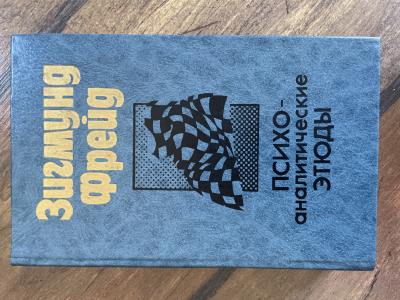 Зигмунд
Фрейд
ПСИХО-
аналитические
ЭТЮДЫ